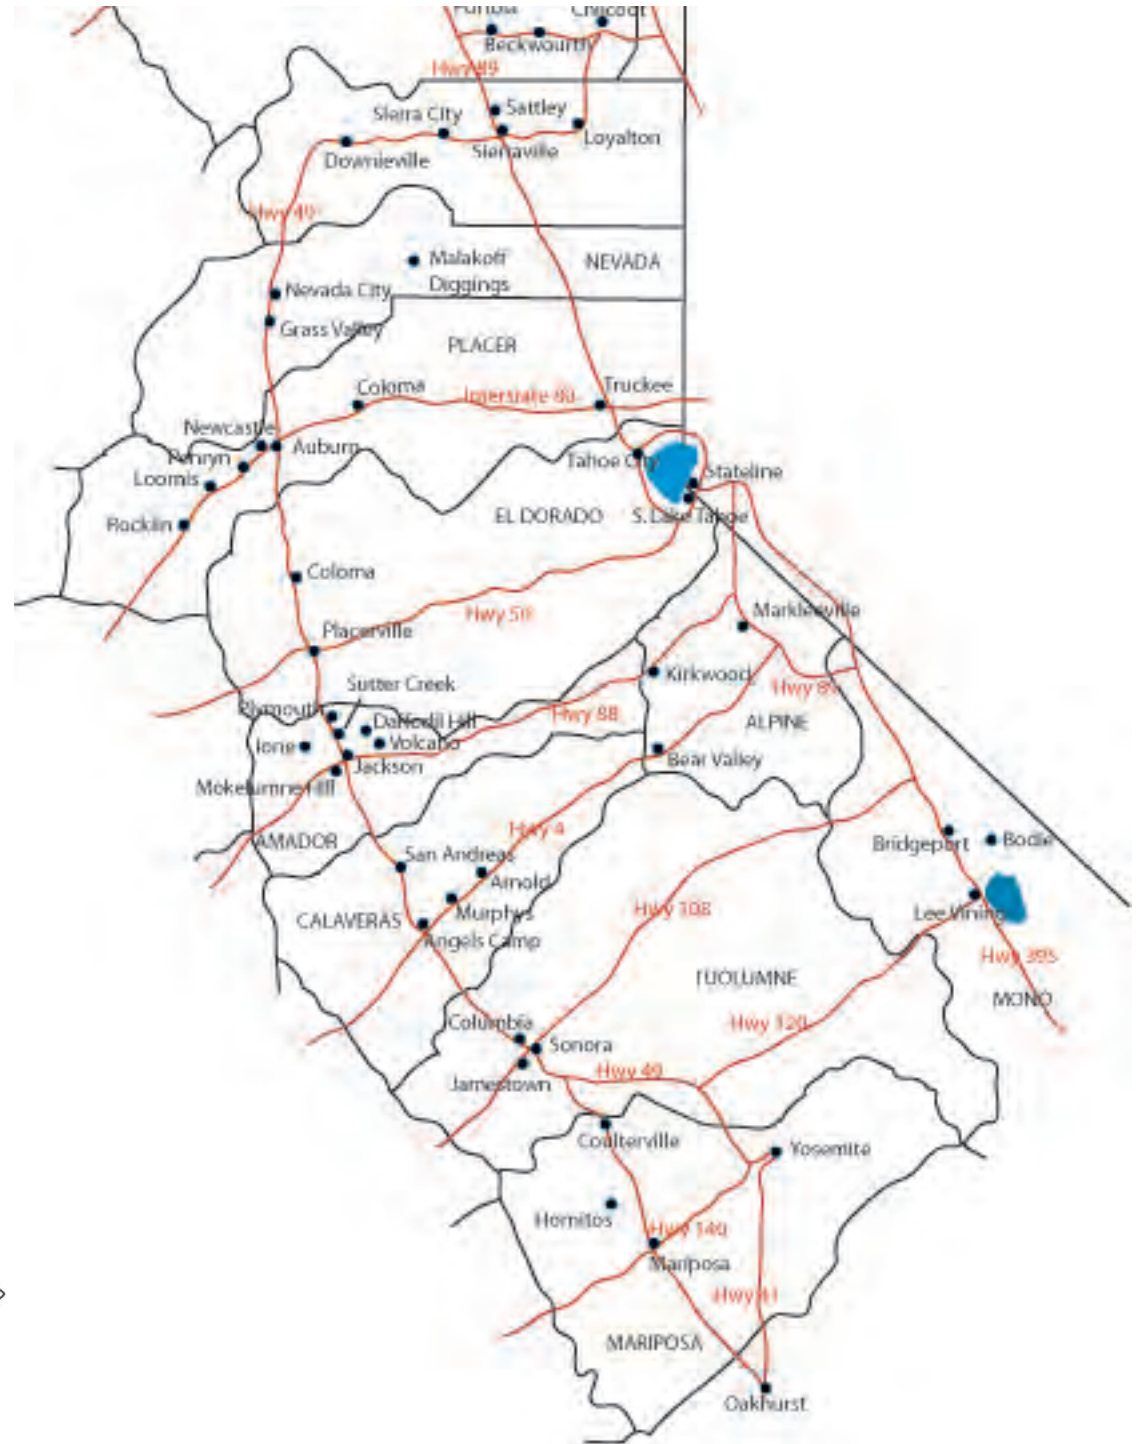 Chilcoot
Beckwourth
Hwy 89
Sattley
Sierra City
Loyalton
Sierraville
Downieville
Hwy 49
Malakoff
Diggings
NEVADA
Nevada City
Grass Valley
PLACER
Coloma
Interstate 80
Truckee
Newcastle
Auburn
Penryn
Tahoe City
Loomis
Stateline
Rocklin
EL DORADO
S. Lake Tahoe
Coloma
Markleeville
Hwy 50
Placerville
Kirkwood
Sutter Creek
Hwy 89
Plymouth
Hwy 88
Daffodil Hill
ALPINE
Ione
Volcano
Jackson
Bear Valley
Mokelumne Hill
Hwy 4
AMADOR
Bridgeport
Bodie
San Andreas
Arnold
Hwy 108
Murphys
Lee Vining
CALAVERAS
Angels Camp
Hwy 395
TUOLUMNE
MONO
Columbia
Hwy 120
Sonora
Hwy 49
Jamestown
Coulterville
Yosemite
Hornitos
Hwy 140
Mariposa
Hwy 41
MARIPOSA
Oakhurst